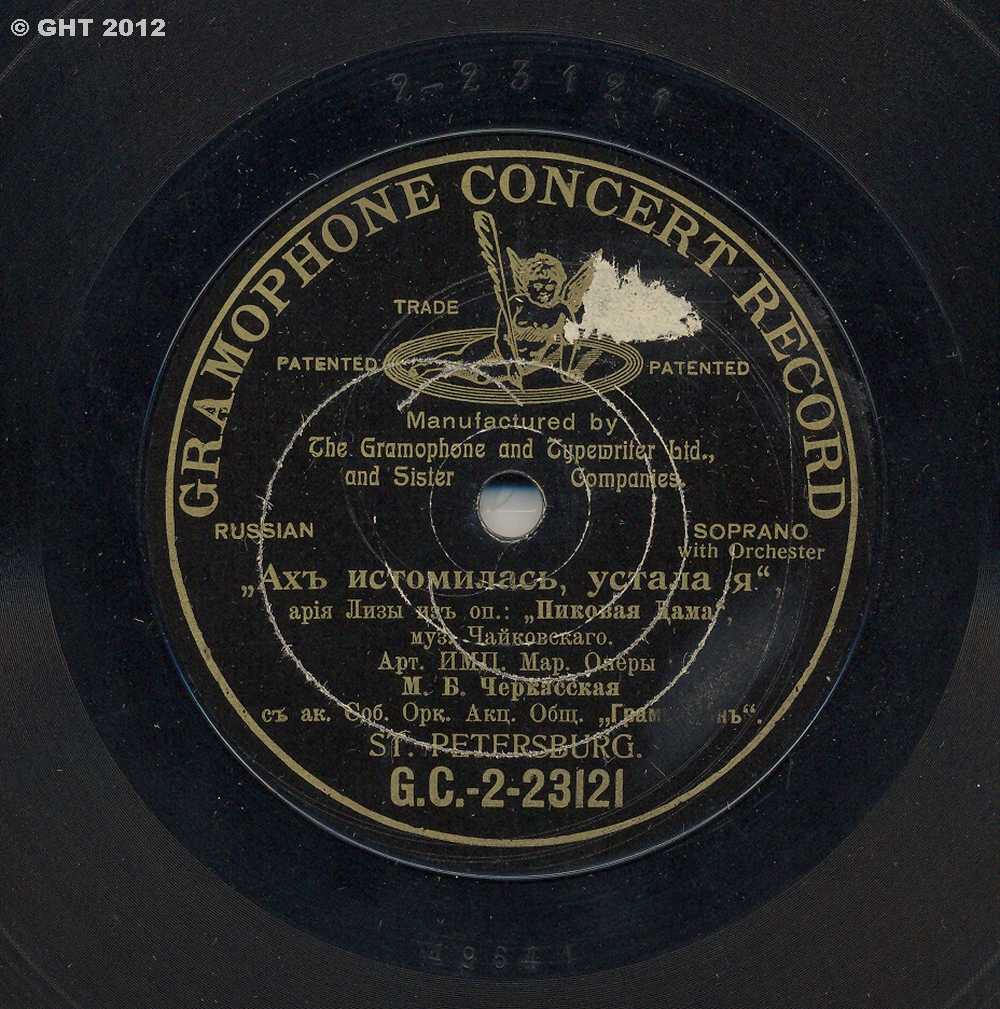 © GHT 2012
2-23121
GRAMOPHONE CONCERT RECORD
TRADE
PATENTED PATENTED
Manufactured by
The Gramophone and Typewriter Ltd.,
and Sister Companies.
RUSSIAN
SOPRANO
with Orchester
„Ахъ истомилась, устала я“,
арія Лизы изъ оп.: „Пиковая Дама“,
муз. Чайковскаго.
Арт. ИМП. Мар. Оперы
М. Б. Черкасская
съ ак. Соб. Орк. Акц. Общ.
ST. PETERSBURG.
G.C.-2-23121